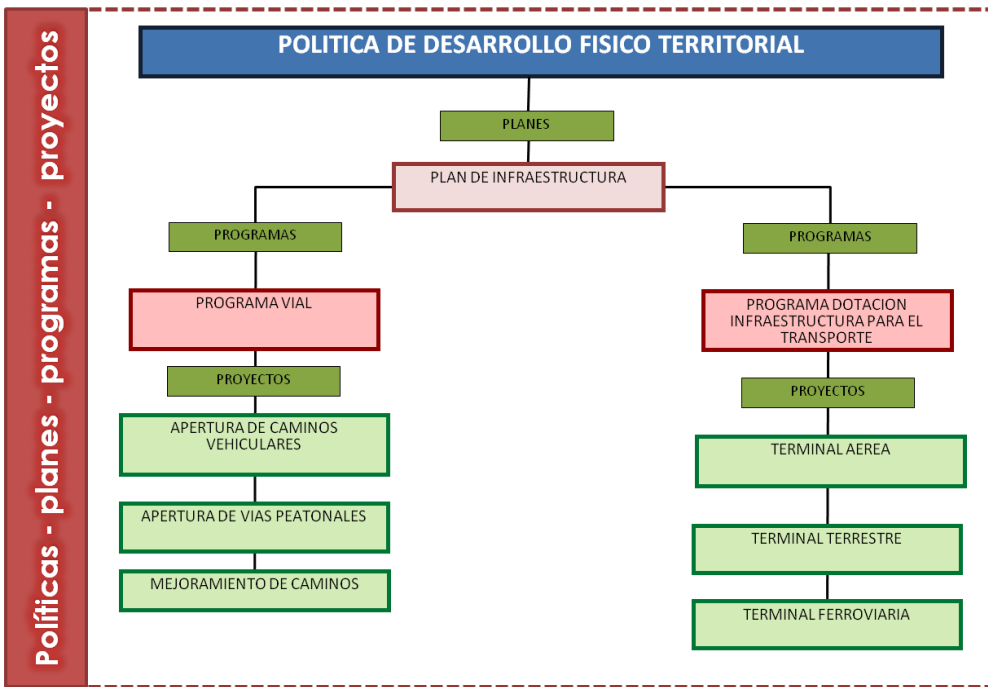 Políticas - planes - programas - proyectos
POLITICA DE DESARROLLO FISICO TERRITORIAL
PLANES
PLAN DE INFRAESTRUCTURA
PROGRAMAS
PROGRAMA VIAL
PROYECTOS
APERTURA DE CAMINOS
VEHICULARES
APERTURA DE VIAS PEATONALES
MEJORAMIENTO DE CAMINOS
PROGRAMAS
PROGRAMA DOTACION
INFRAESTRUCTURA PARA EL
TRANSPORTE
PROYECTOS
TERMINAL AEREA
TERMINAL TERRESTRE
TERMINAL FERROVIARIA